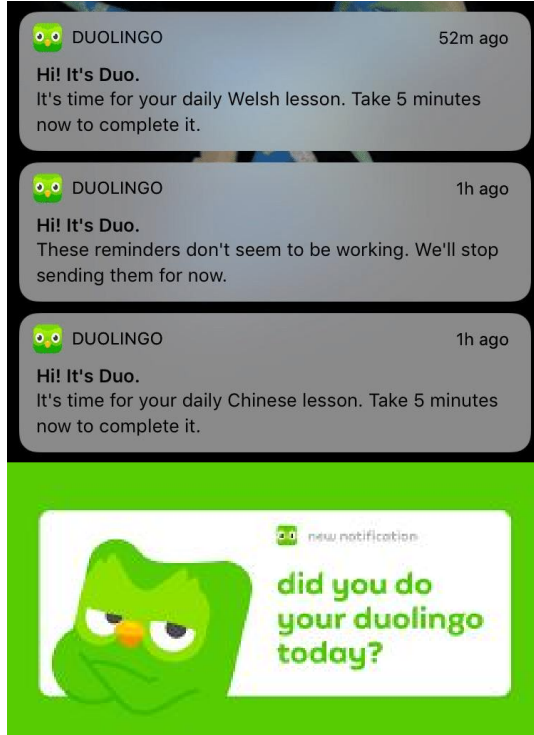 DUOLINGO 52m ago
Hi! It's Duo.
It's time for your daily Welsh lesson. Take 5 minutes
now to complete it.
DUOLINGO 1h ago
Hi! It's Duo.
These reminders don't seem to be working. We'll stop
sending them for now.
DUOLINGO 1h ago
Hi! It's Duo.
It's time for your daily Chinese lesson. Take 5 minutes
now to complete it.
new notification
did you do
your duolingo
today?